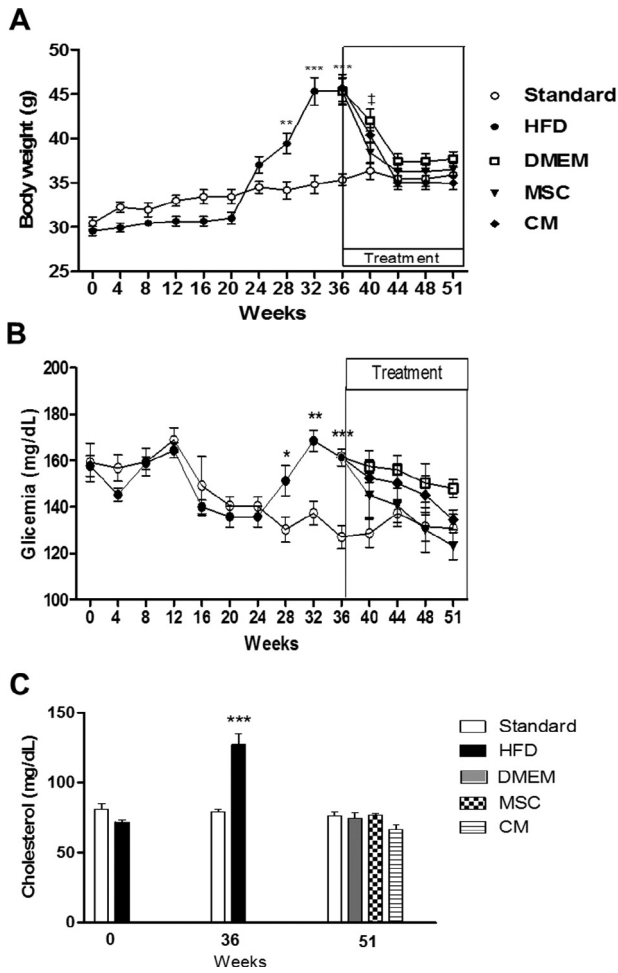 A
Body weight (g)
50
45
40
35
30
25
** *** *** ‡
Treatment
0 4 8 12 16 20 24 28 32 36 40 44 48 51
Weeks
Standard
HFD
DMEM
MSC
CM
B
Glicemia (mg/dL)
200
180
160
140
120
100
Treatment
* ** ***
0 4 8 12 16 20 24 28 32 36 40 44 48 51
Weeks
C
Cholesterol (mg/dL)
150
100
50
0
***
0 36 51
Weeks
Standard
HFD
DMEM
MSC
CM